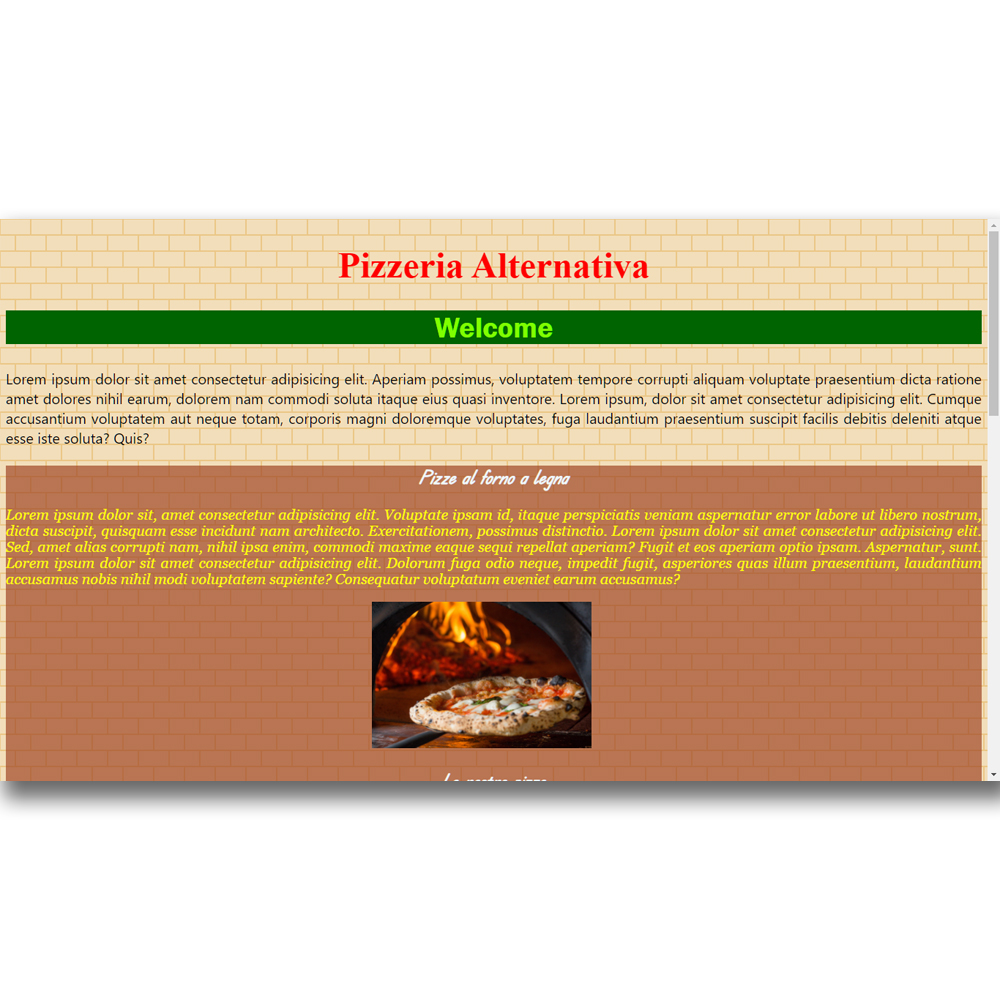 Pizzeria Alternativa
Welcome
Lorem ipsum dolor sit amet consectetur adipisicing elit. Aperiam possimus, voluptatem tempore corrupti aliquam voluptate praesentium dicta ratione
amet dolores nihil earum, dolorem nam commodi soluta itaque eius quasi inventore. Lorem ipsum, dolor sit amet consectetur adipisicing elit. Cumque
accusantium voluptatem aut neque totam, corporis magni doloremque voluptates, fuga laudantium praesentium suscipit facilis debitis deleniti atque
esse iste soluta? Quis?
Pizze al forno a legna
Lorem ipsum dolor sit, amet consectetur adipisicing elit. Voluptate ipsam id, itaque perspiciatis veniam aspernatur error labore ut libero nostrum,
dicta suscipit, quisquam esse incidunt nam architecto. Exercitationem, possimus distinctio. Lorem ipsum dolor sit amet consectetur adipisicing elit.
Sed, amet alias corrupti nam, nihil ipsa enim, commodi maxime eaque sequi repellat aperiam? Fugit et eos aperiam optio ipsam. Aspernatur, sunt.
Lorem ipsum dolor sit amet consectetur adipisicing elit. Dolorum fuga odio neque, impedit fugit, asperiores quas illum praesentium, laudantium
accusamus nobis nihil modi voluptatem sapiente? Consequatur voluptatum eveniet earum accusamus?